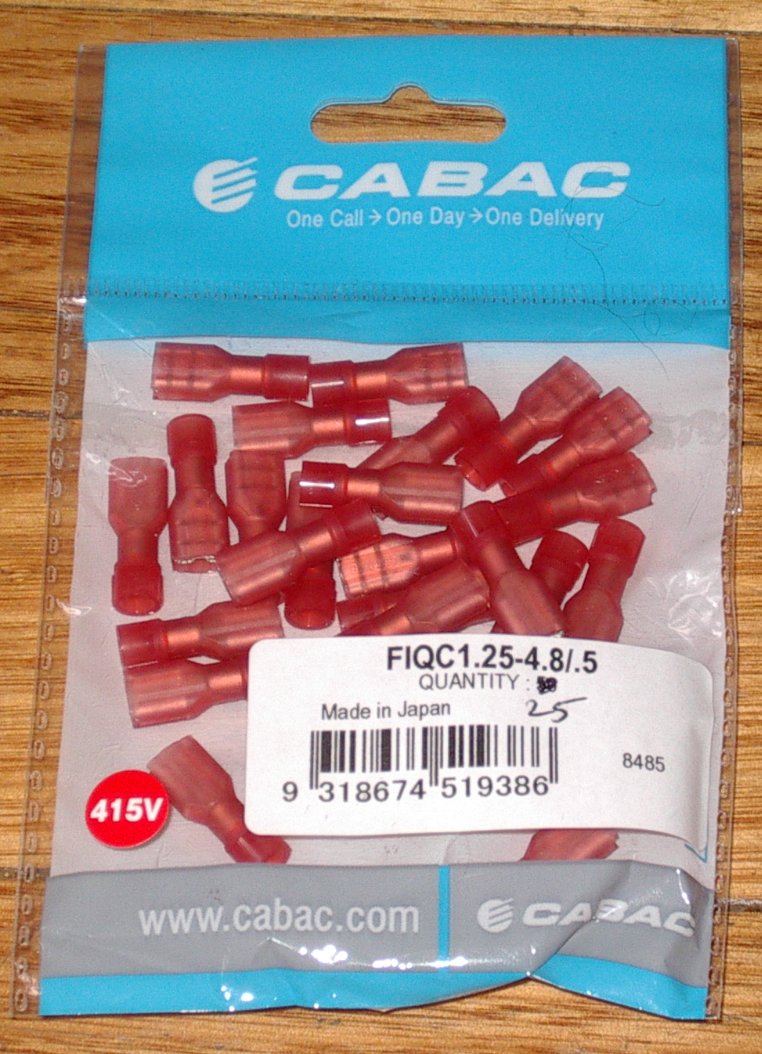 CABAC
One Call → One Day → One Delivery
FIQC1.25-4.8/.5
QUANTITY :
25
Made in Japan
8485
9 318674 519386
415V
www.cabac.com
CABAC